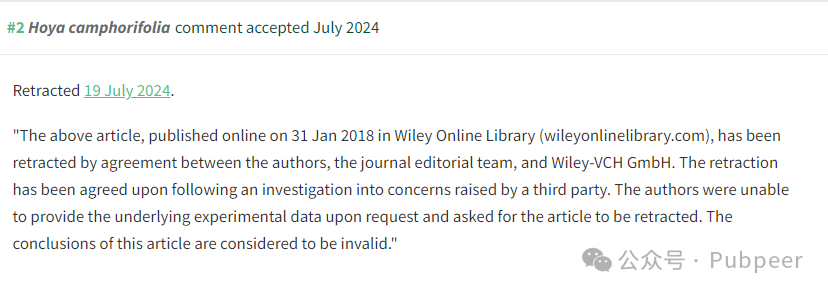 #2 Hoya camphorifolia comment accepted July 2024
Retracted 19 July 2024.
"The above article, published online on 31 Jan 2018 in Wiley Online Library (wileyonlinelibrary.com), has been
retracted by agreement between the authors, the journal editorial team, and Wiley-VCH GmbH. The retraction
has been agreed upon following an investigation into concerns raised by a third party. The authors were unable
to provide the underlying experimental data upon request and asked for the article to be retracted. The
conclusions of this article are considered to be invalid."
公众号 · Pubpeer